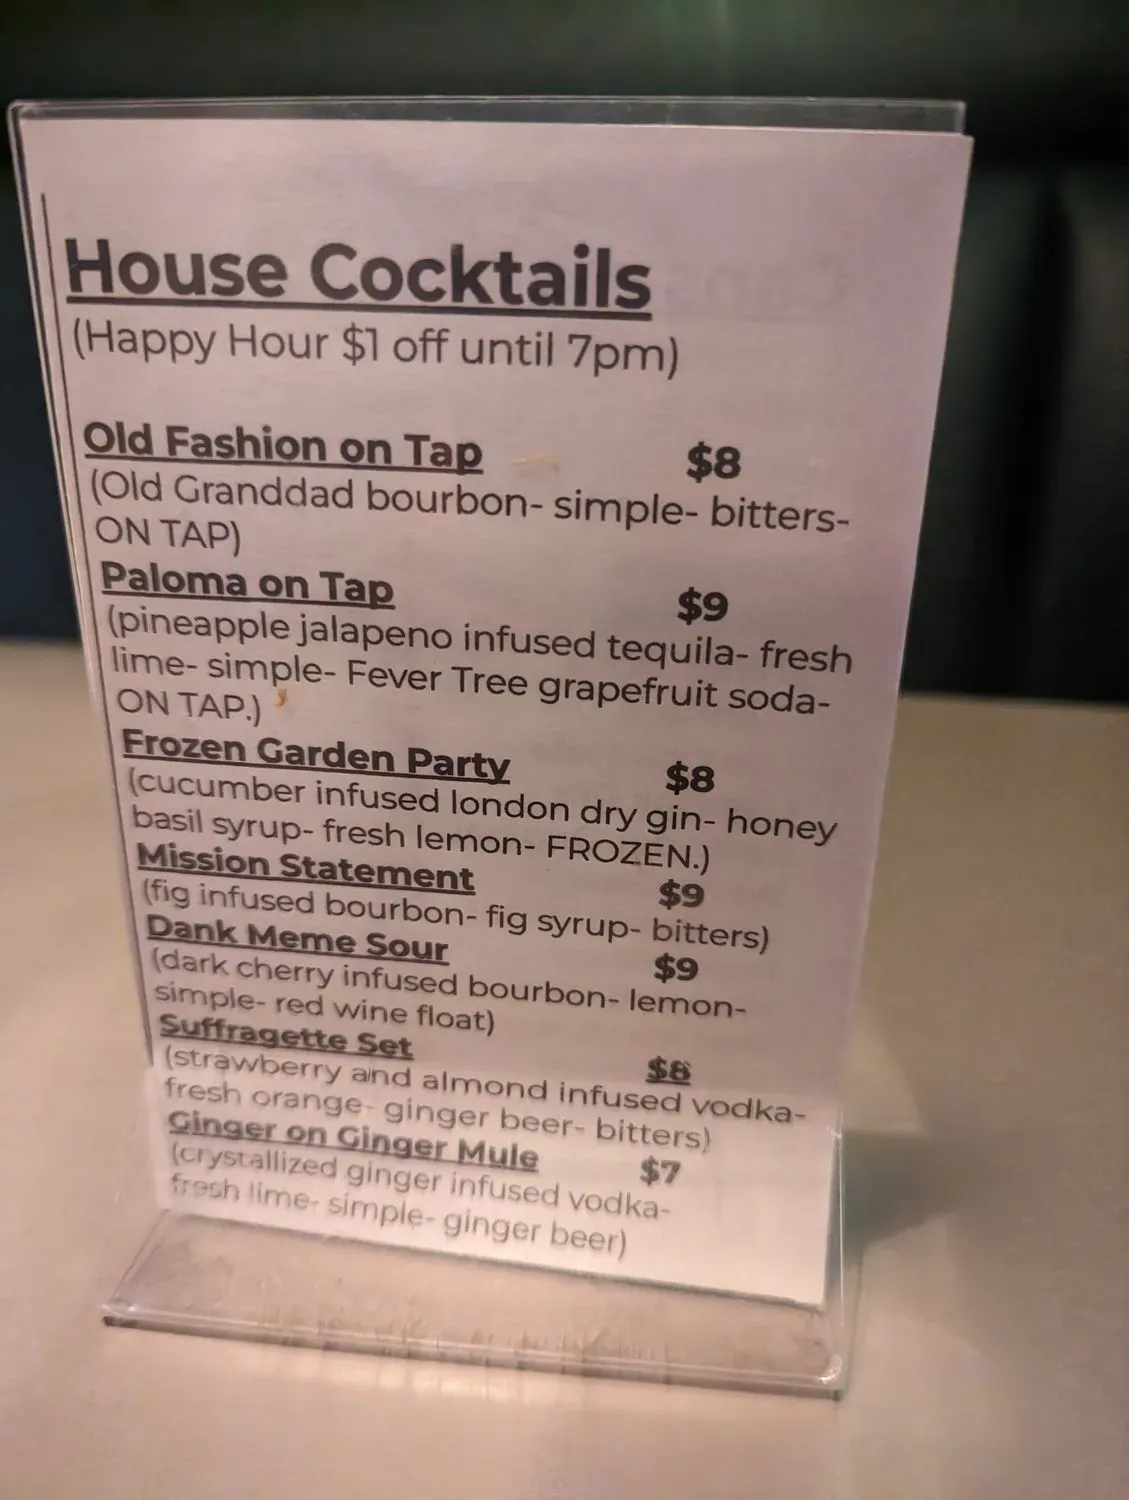 House Cocktails
(Happy Hour $1 off until 7pm)
Old Fashion on Tap $8
(Old Granddad bourbon- simple- bitters-
ON TAP)
Paloma on Tap $9
(pineapple jalapeno infused tequila- fresh
lime- simple- Fever Tree grapefruit soda-
ON TAP.)
Frozen Garden Party $8
(cucumber infused london dry gin- honey
basil syrup- fresh lemon- FROZEN.)
Mission Statement $9
(fig infused bourbon- fig syrup- bitters)
Dank Meme Sour $9
(dark cherry infused bourbon- lemon-
simple- red wine float)
Suffragette Set $8
(strawberry and almond infused vodka-
fresh orange- ginger beer- bitters)
Ginger on Ginger Mule $7
(crystallized ginger infused vodka-
fresh lime- simple- ginger beer)